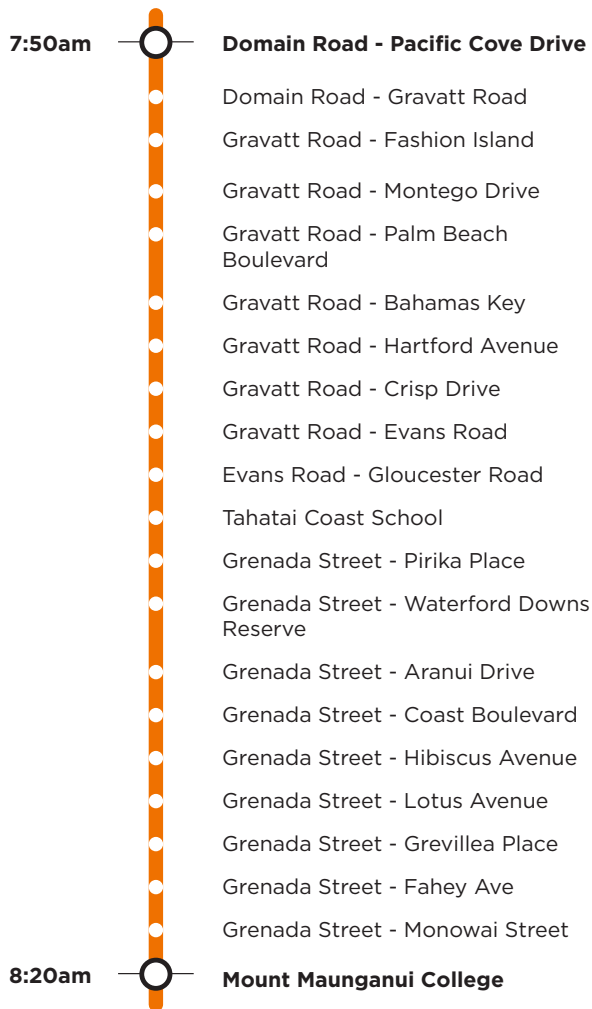 7:50am Domain Road - Pacific Cove Drive
Domain Road - Gravatt Road
Gravatt Road - Fashion Island
Gravatt Road - Montego Drive
Gravatt Road - Palm Beach
Boulevard
Gravatt Road - Bahamas Key
Gravatt Road - Hartford Avenue
Gravatt Road - Crisp Drive
Gravatt Road - Evans Road
Evans Road - Gloucester Road
Tahatai Coast School
Grenada Street - Pirika Place
Grenada Street - Waterford Downs
Reserve
Grenada Street - Aranui Drive
Grenada Street - Coast Boulevard
Grenada Street - Hibiscus Avenue
Grenada Street - Lotus Avenue
Grenada Street - Grevillea Place
Grenada Street - Fahey Ave
Grenada Street - Monowai Street
8:20am Mount Maunganui College